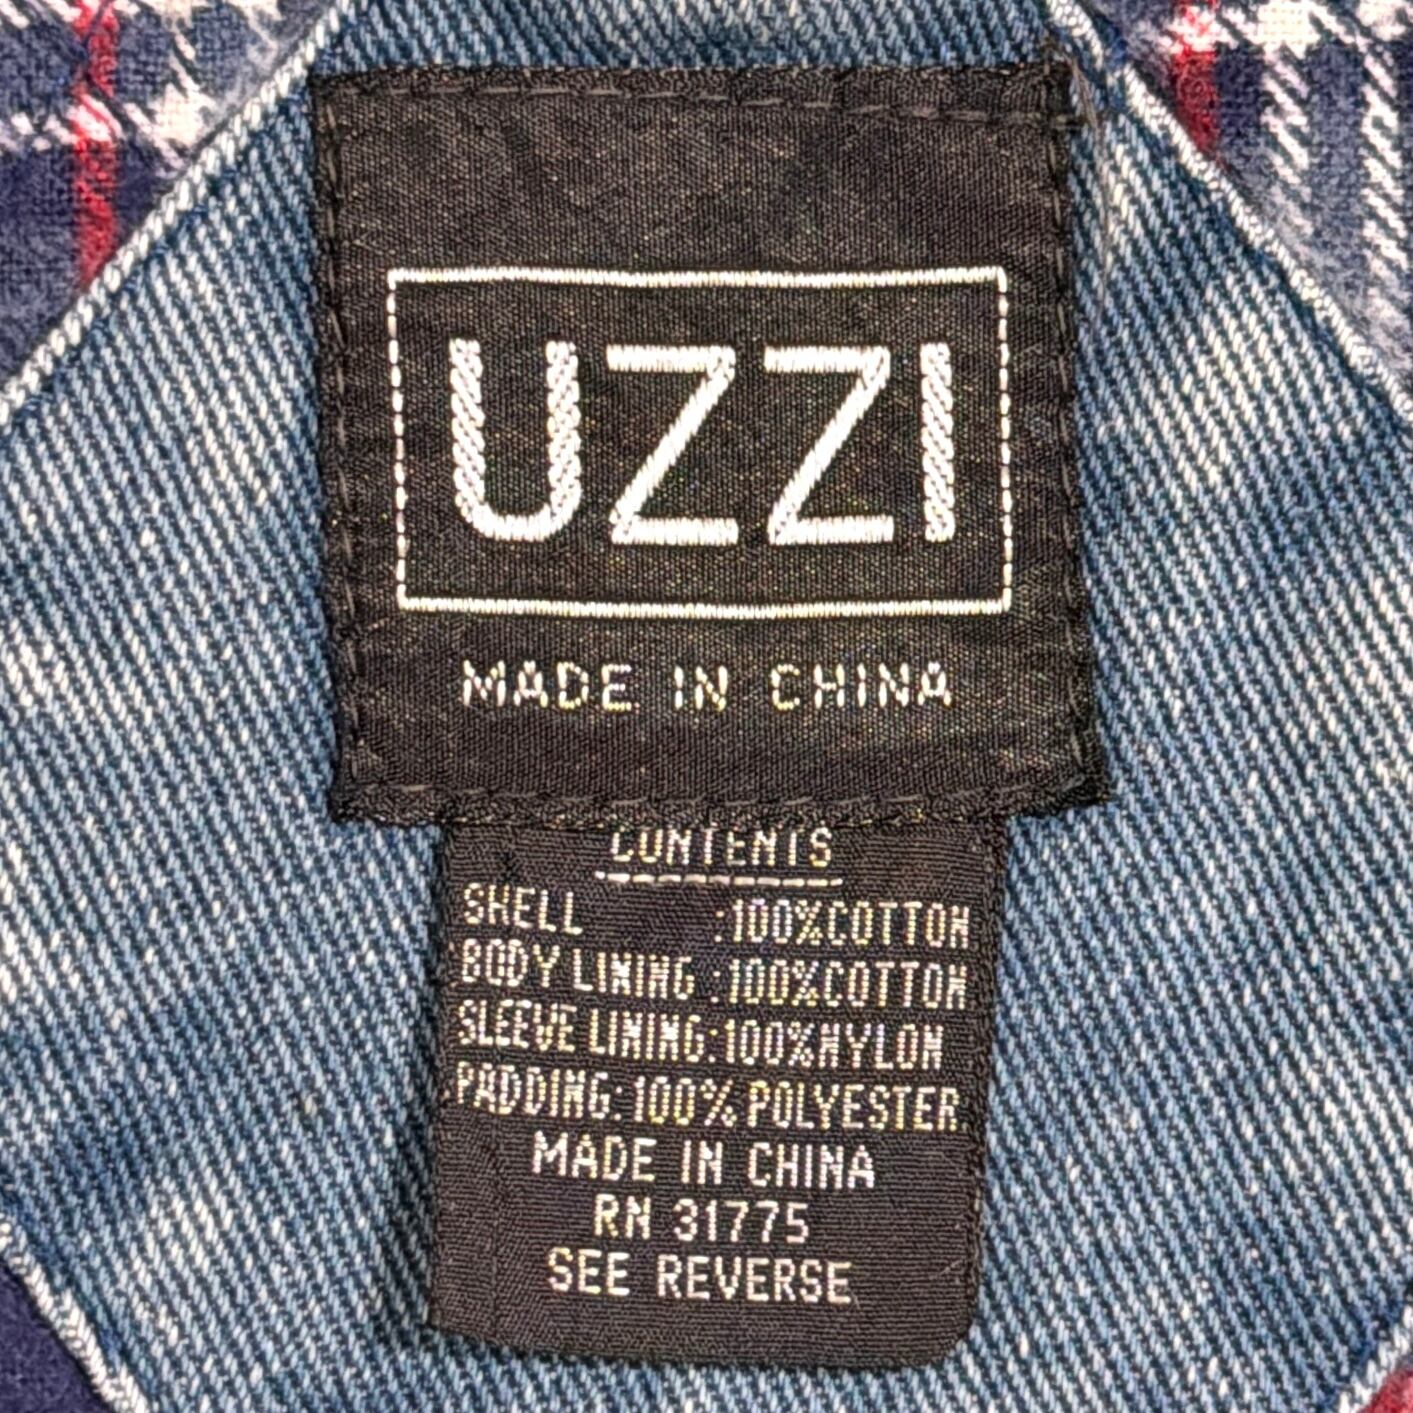 UZZI
MADE IN CHINA
CONTENTS
SHELL :100%COTTON
BODY LINING :100%COTTON
SLEEVE LINING:100%NYLON
PADDING:100% POLYESTER
MADE IN CHINA
RN 31775
SEE REVERSE